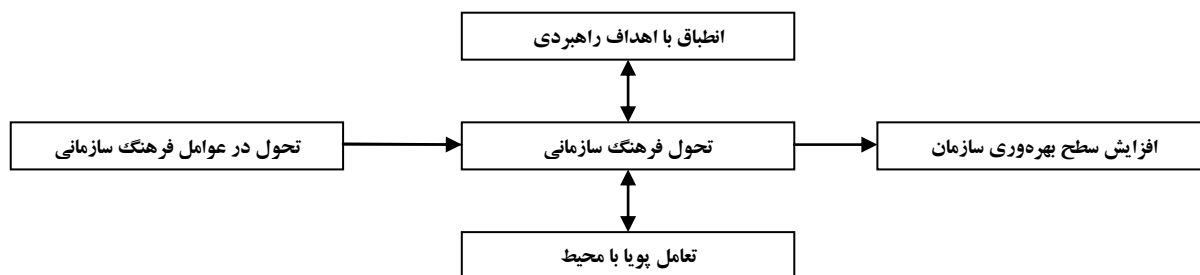 انطباق با اهداف راهبردی
تحول در عوامل فرهنگ سازمانی
تحول فرهنگ سازمانی
افزایش سطح بهره‌وری سازمان
تعامل پویا با محیط